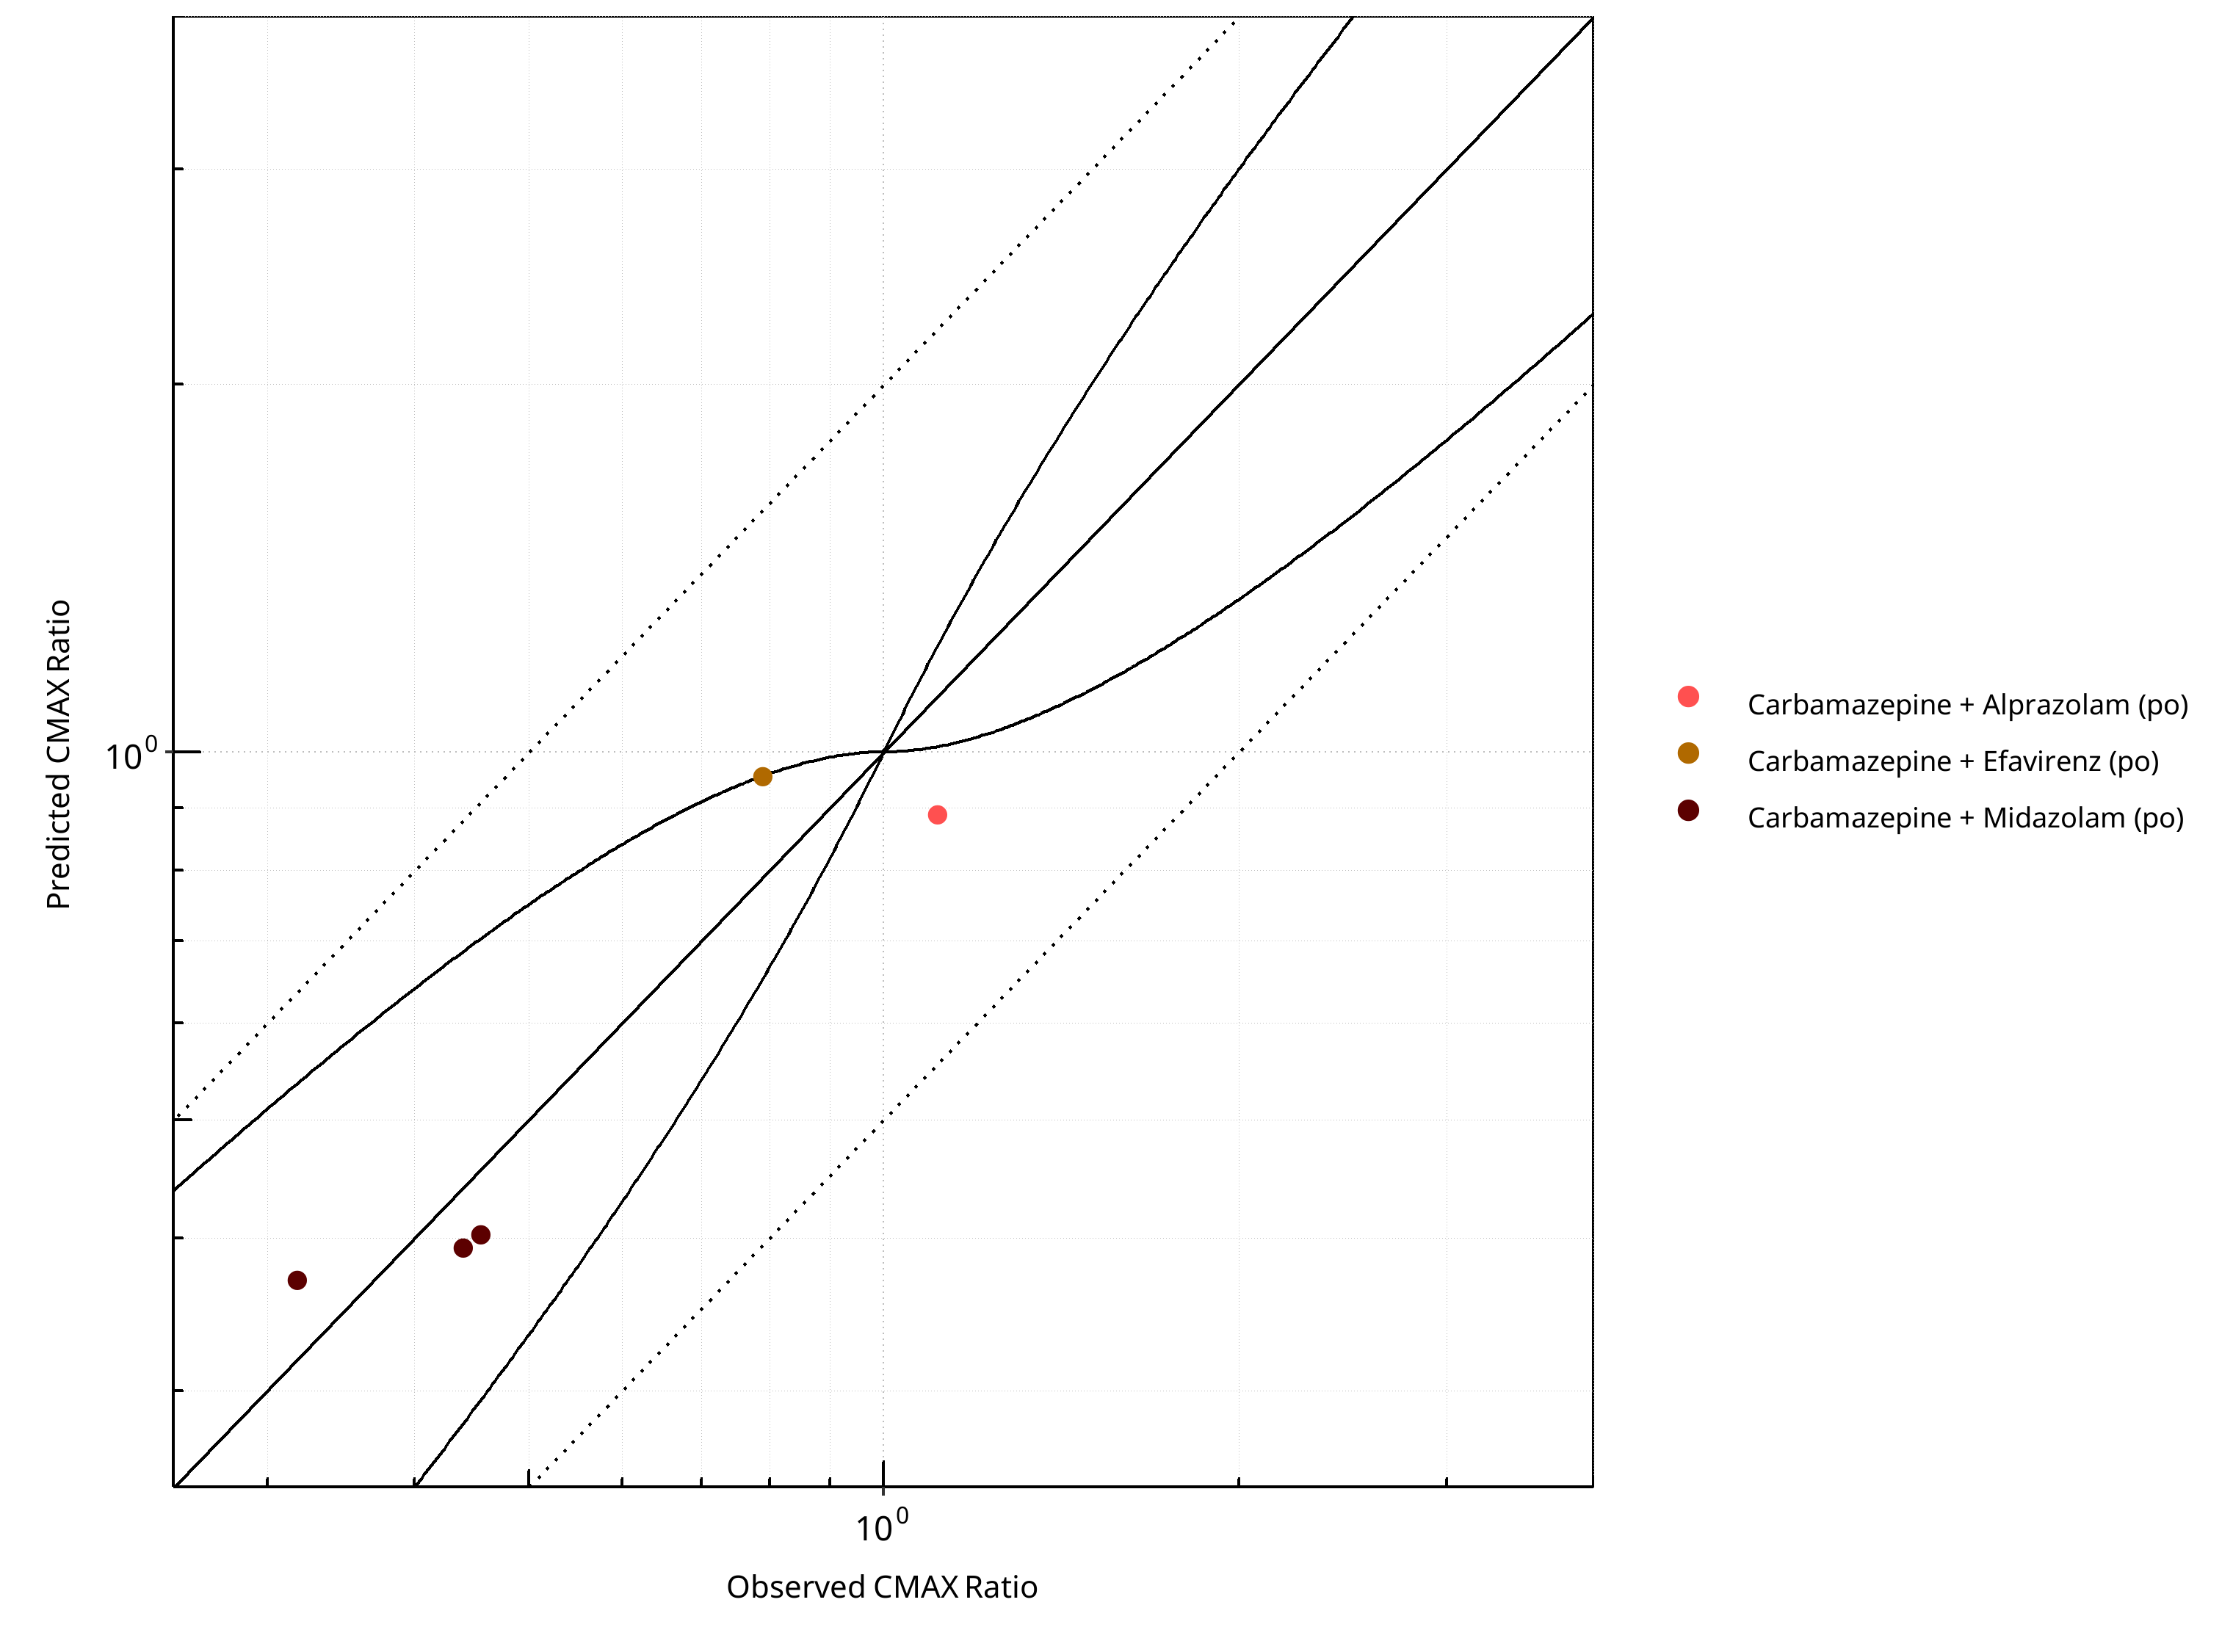 Predicted CMAX Ratio
10⁰
10⁰
Observed CMAX Ratio
Carbamazepine + Alprazolam (po)
Carbamazepine + Efavirenz (po)
Carbamazepine + Midazolam (po)